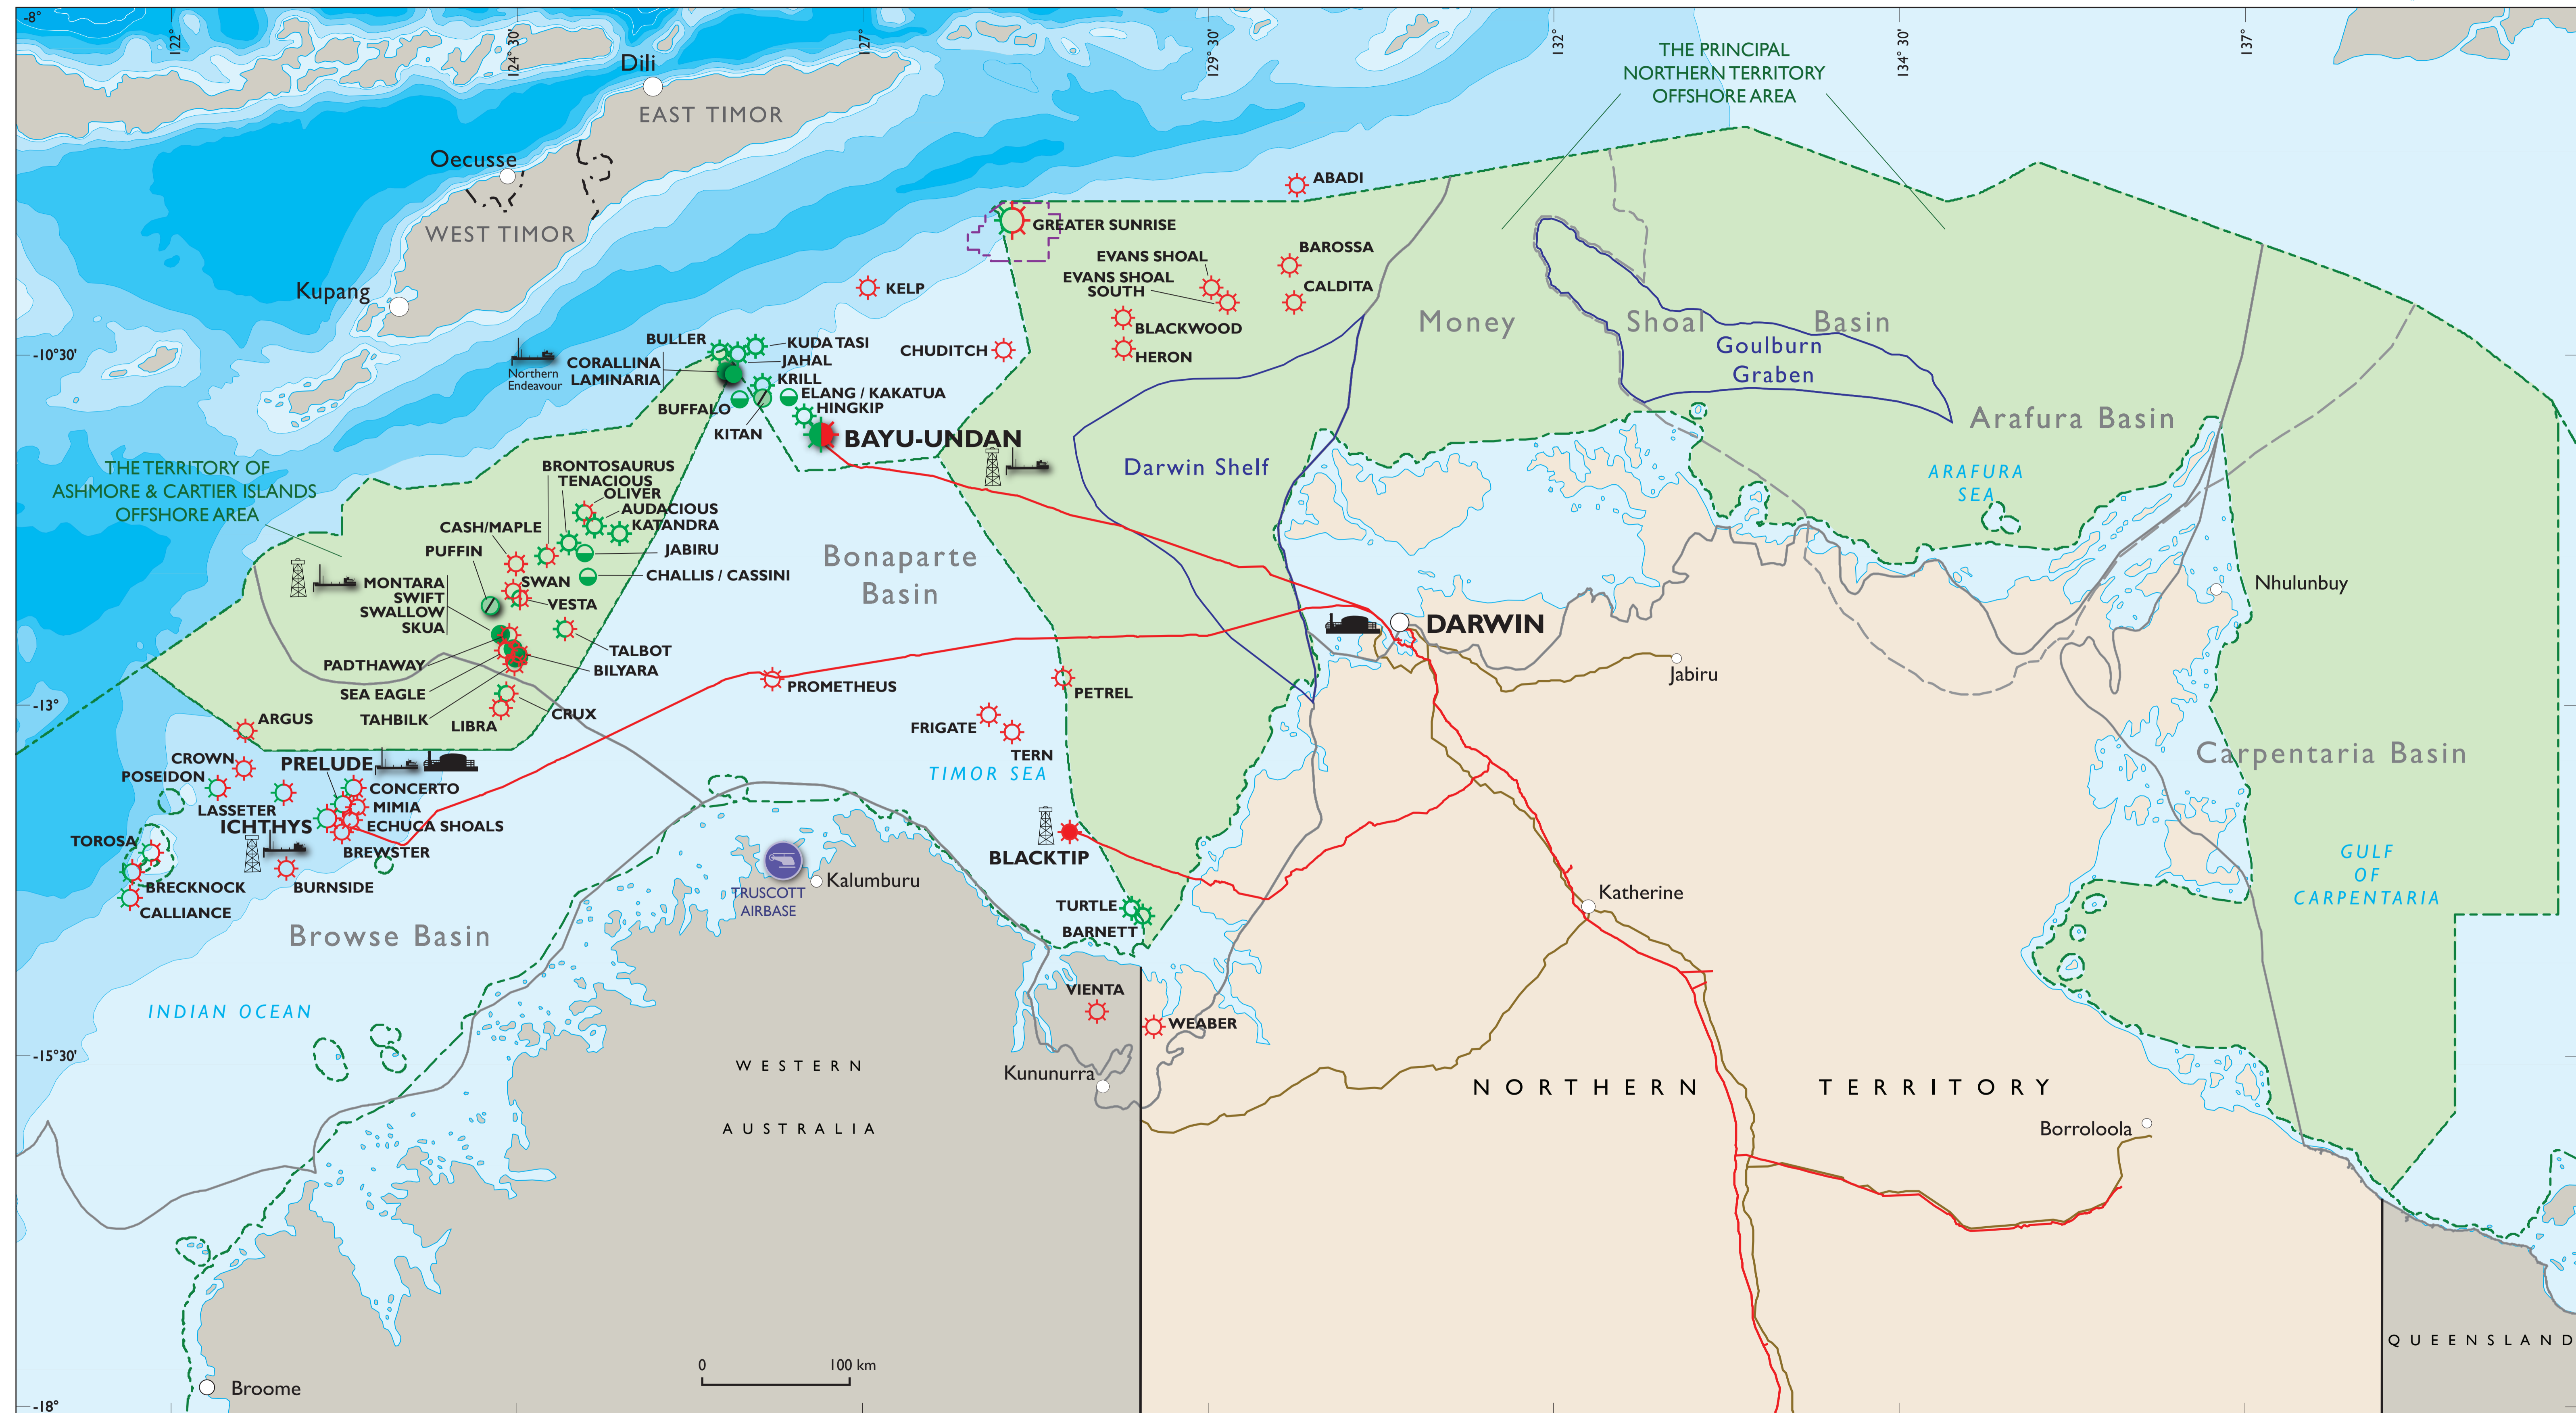 -8°
122°
124° 30'
127°
129° 30'
132°
134° 30'
137°
-10°30'
-13°
-15°30'
-18°
THE PRINCIPAL
NORTHERN TERRITORY
OFFSHORE AREA
Dili
EAST TIMOR
Oecusse
WEST TIMOR
Kupang
ABADI
GREATER SUNRISE
BAROSSA
EVANS SHOAL
EVANS SHOAL
SOUTH
CALDITA
KELP
BLACKWOOD
HERON
CHUDITCH
Money
Shoal
Basin
Goulburn
Graben
Arafura Basin
ARAFURA
SEA
BULLER
KUDA TASI
JAHAL
CORALLINA
LAMINARIA
Northern
Endeavour
KRILL
ELANG / KAKATUA
HINGKIP
BUFFALO
KITAN
BAYU-UNDAN
Darwin Shelf
THE TERRITORY OF
ASHMORE & CARTIER ISLANDS
OFFSHORE AREA
BRONTOSAURUS
TENACIOUS
OLIVER
AUDACIOUS
KATANDRA
CASH/MAPLE
PUFFIN
JABIRU
CHALLIS / CASSINI
MONTARA
SWIFT
SWALLOW
SKUA
SWAN
VESTA
TALBOT
BILYARA
PADTHAWAY
SEA EAGLE
TAHBILK
LIBRA
CRUX
Bonaparte
Basin
DARWIN
Jabiru
Nhulunbuy
PROMETHEUS
PETREL
FRIGATE
TERN
TIMOR SEA
ARGUS
CROWN
POSEIDON
PRELUDE
CONCERTO
LASSETER
MIMIA
ICHTHYS
ECHUCA SHOALS
TOROSA
BREWSTER
BRECKNOCK
BURNSIDE
CALLIANCE
Browse Basin
TRUSCOTT
AIRBASE
Kalumburu
BLACKTIP
TURTLE
BARNETT
Katherine
Carpentaria Basin
GULF
OF
CARPENTARIA
INDIAN OCEAN
VIENTA
WEABER
Kununurra
WESTERN
AUSTRALIA
NORTHERN TERRITORY
Borroloola
QUEENSLAND
0 100 km
Broome